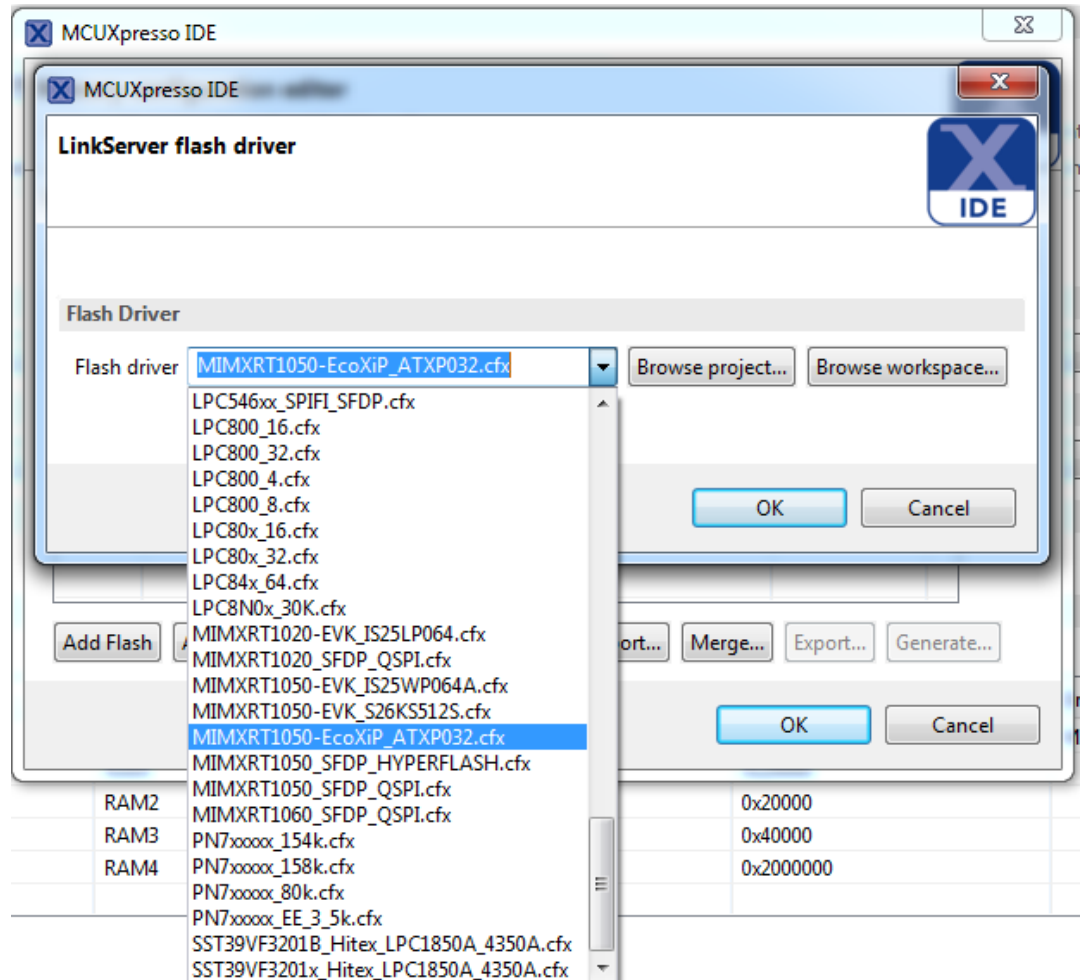 MCUXpresso IDE
MCUXpresso IDE
LinkServer flash driver
IDE
Flash Driver
Flash driver MIMXRT1050-EcoXiP_ATXP032.cfx Browse project... Browse workspace...
LPC546xx_SPIFI_SFDP.cfx
LPC800_16.cfx
LPC800_32.cfx
LPC800_4.cfx
LPC800_8.cfx
OK Cancel
LPC80x_16.cfx
LPC80x_32.cfx
LPC84x_64.cfx
LPC8N0x_30K.cfx
MIMXRT1020-EVK_IS25LP064.cfx
Add Flash ort... Merge... Export... Generate...
MIMXRT1020_SFDP_QSPI.cfx
MIMXRT1050-EVK_IS25WP064A.cfx
MIMXRT1050-EVK_S26KS512S.cfx
MIMXRT1050-EcoXiP_ATXP032.cfx
OK Cancel
MIMXRT1050_SFDP_HYPERFLASH.cfx
MIMXRT1050_SFDP_QSPI.cfx
MIMXRT1060_SFDP_QSPI.cfx
RAM2 0x20000
PN7xxxxx_154k.cfx
RAM3 0x40000
PN7xxxxx_158k.cfx
RAM4 0x2000000
PN7xxxxx_80k.cfx
PN7xxxxx_EE_3_5k.cfx
SST39VF3201B_Hitex_LPC1850A_4350A.cfx
SST39VF3201x_Hitex_LPC1850A_4350A.cfx